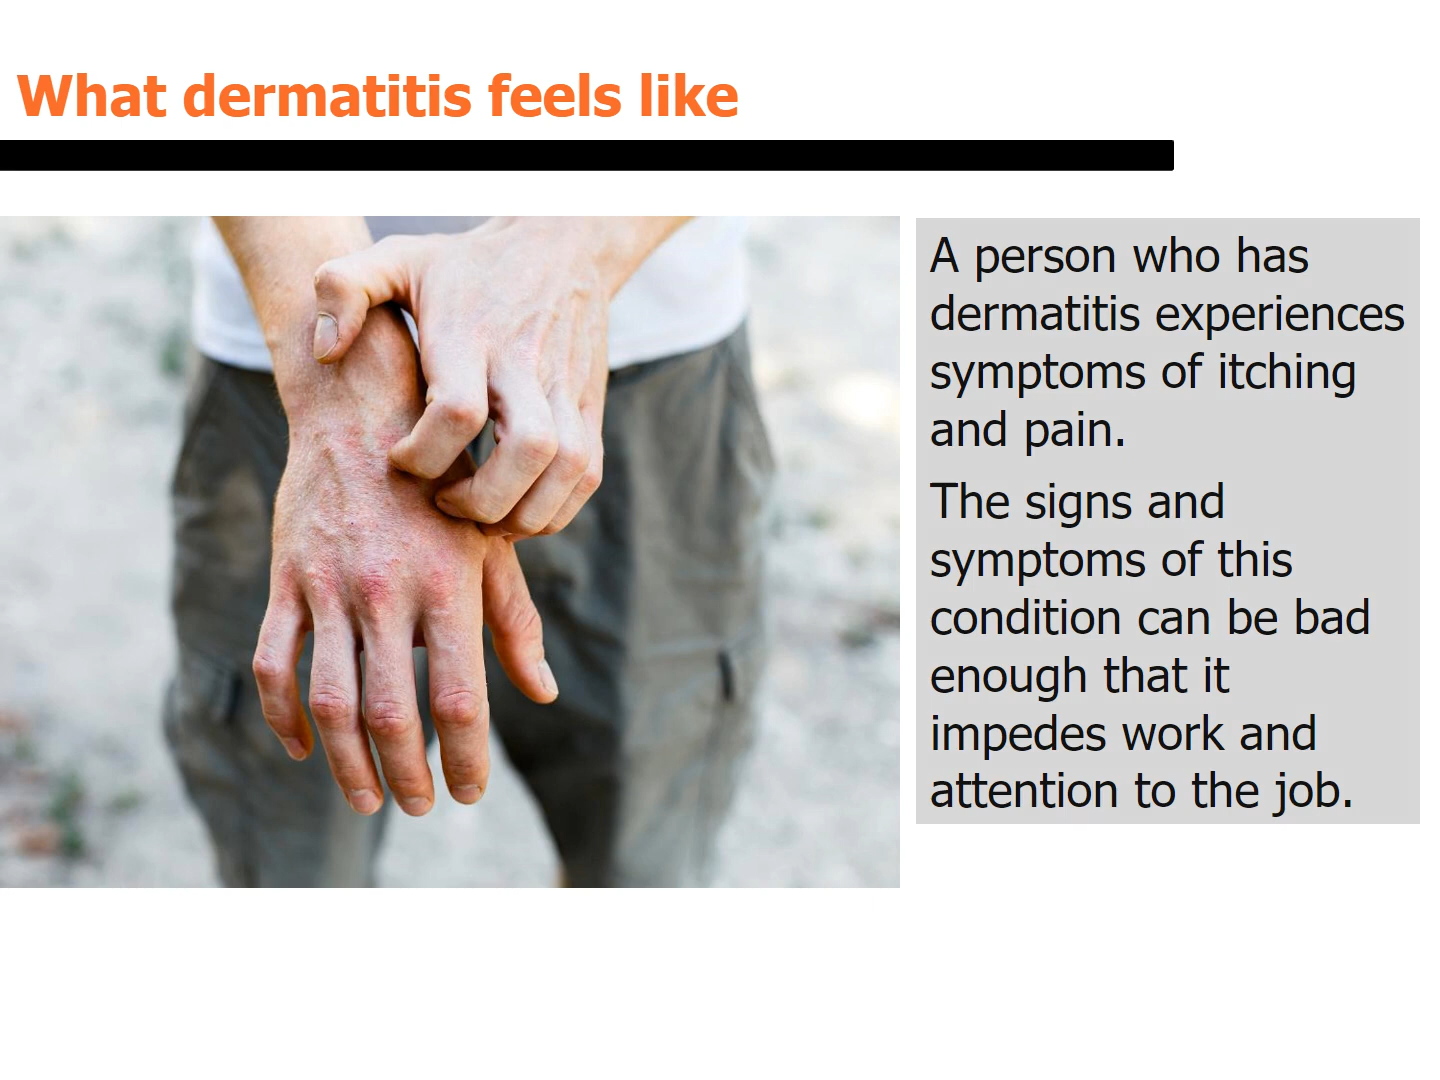 What dermatitis feels like
A person who has
dermatitis experiences
symptoms of itching
and pain.
The signs and
symptoms of this
condition can be bad
enough that it
impedes work and
attention to the job.